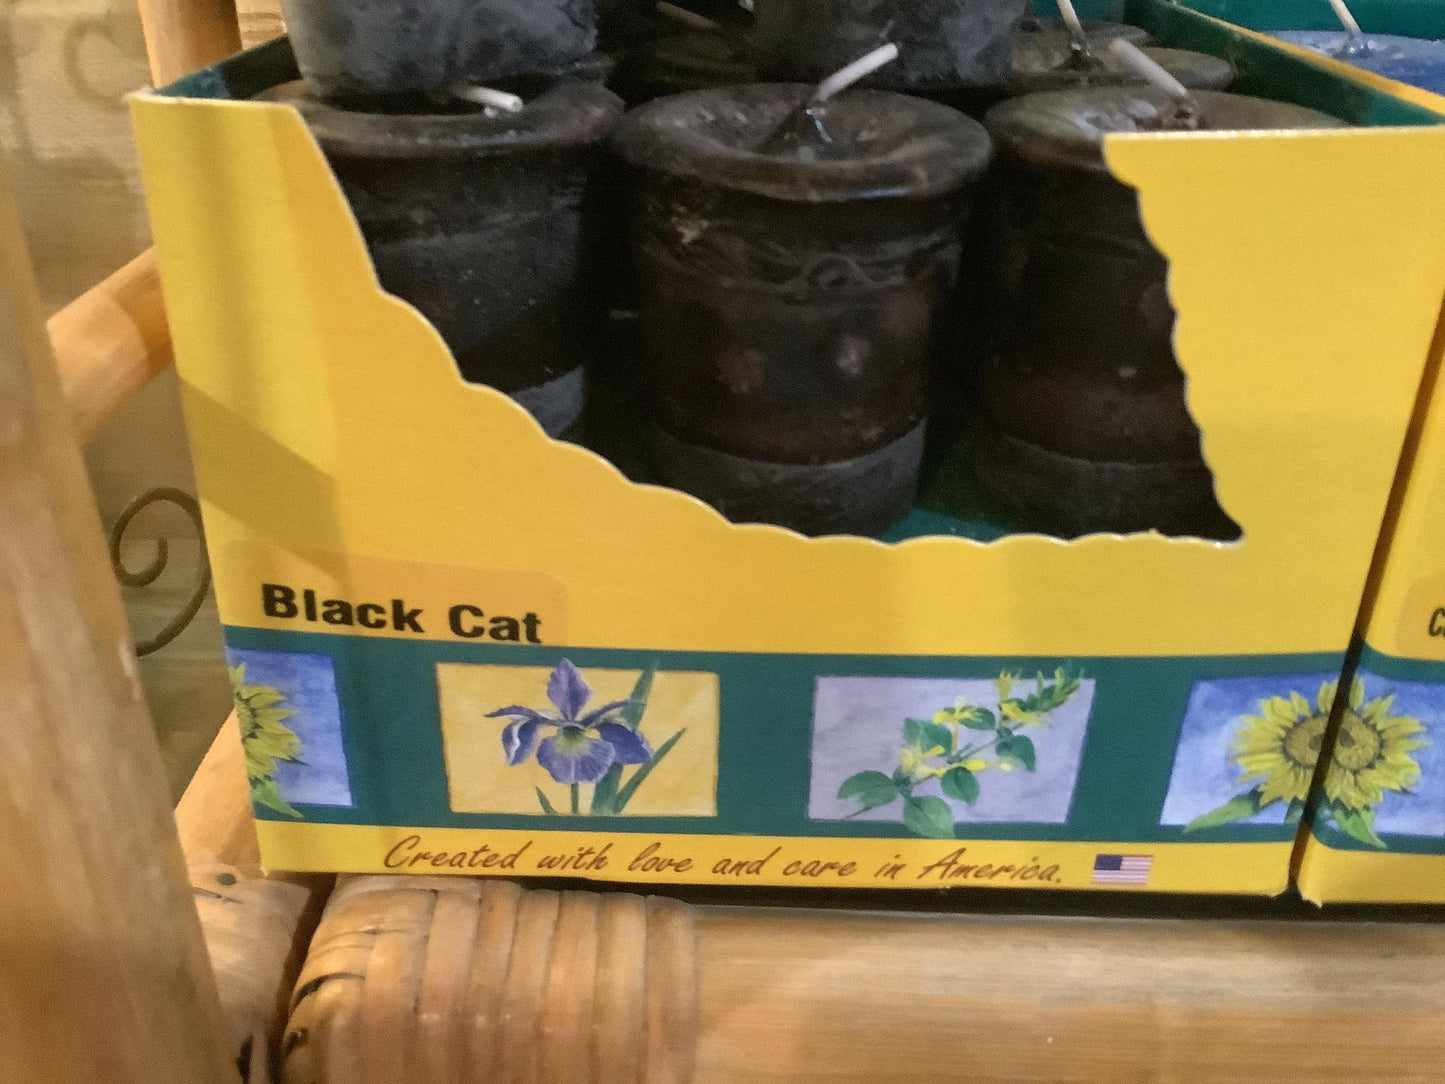 Black Cat
Created with love and care in America.